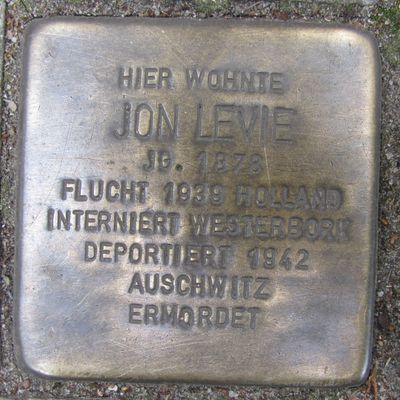 HIER WOHNTE
JON LEVIE
JG. 1878
FLUCHT 1939 HOLLAND
INTERNIERT WESTERBORK
DEPORTIERT 1942
AUSCHWITZ
ERMORDET